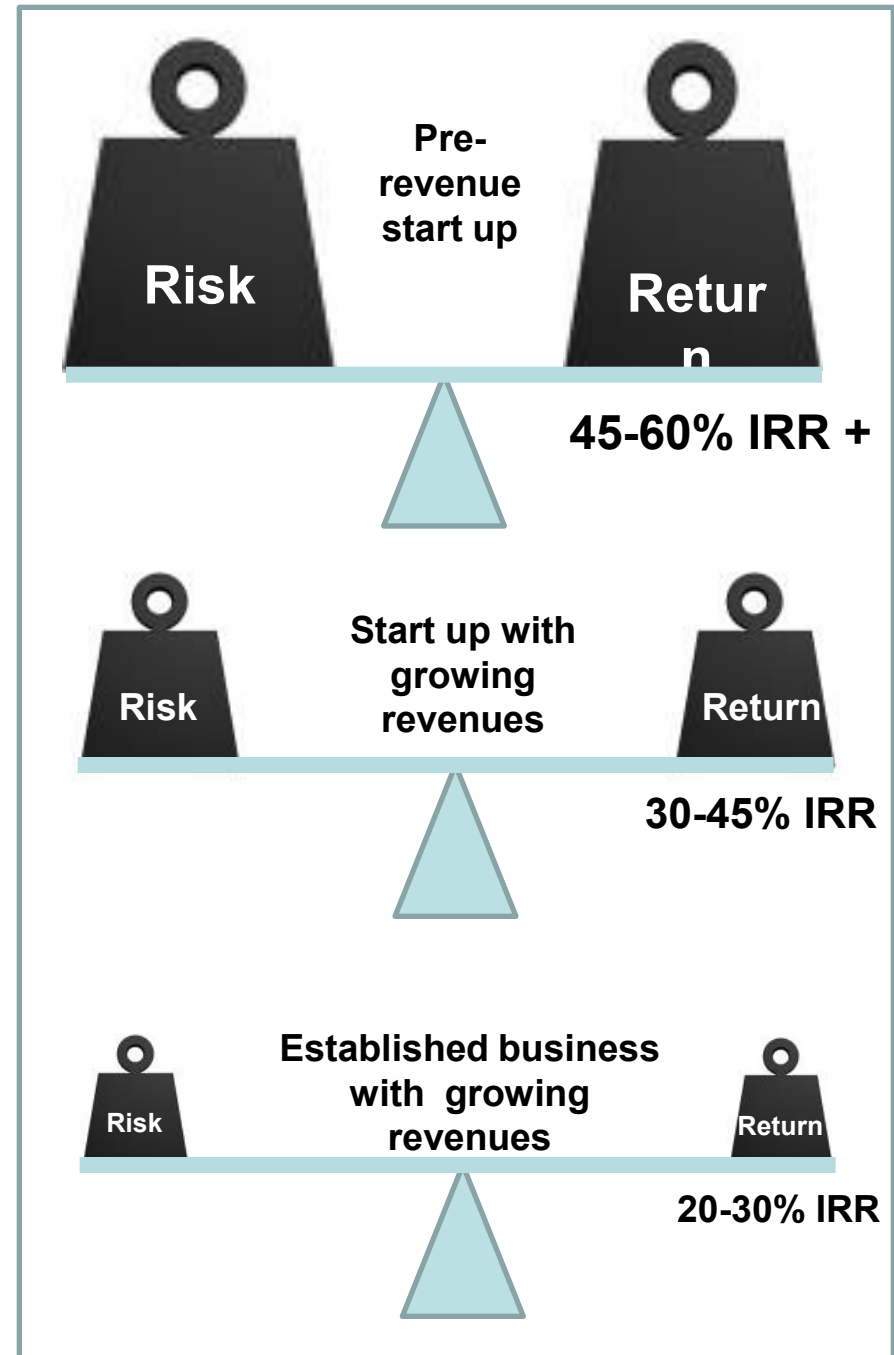 Pre-
revenue
start up
Risk
Retur
n
45-60% IRR +
Start up with
growing
revenues
Risk
Return
30-45% IRR
Established business
with growing
revenues
Risk
Return
20-30% IRR